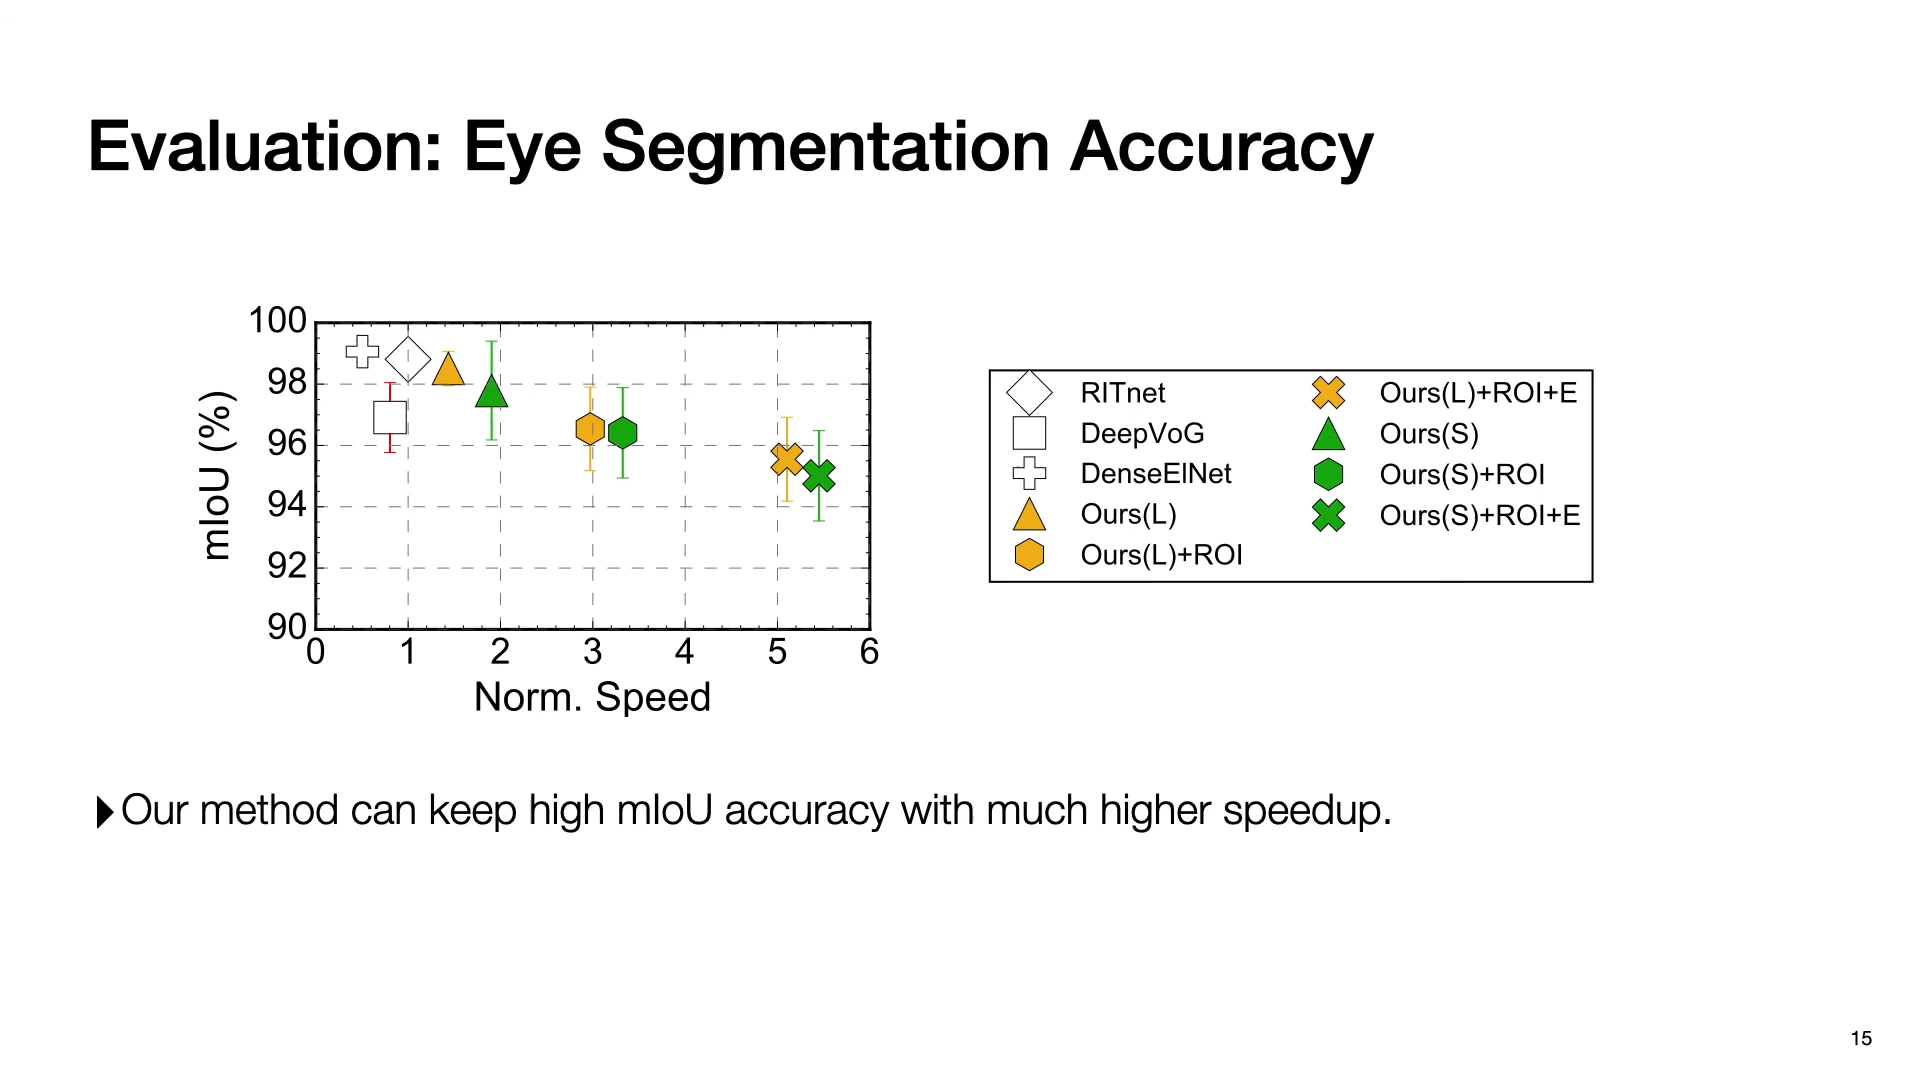 Evaluation: Eye Segmentation Accuracy
100
98
96
94
92
90
mIoU (%)
0 1 2 3 4 5 6
Norm. Speed
RITnet
DeepVoG
DenseElNet
Ours(L)
Ours(L)+ROI
Ours(L)+ROI+E
Ours(S)
Ours(S)+ROI
Ours(S)+ROI+E
Our method can keep high mIoU accuracy with much higher speedup.
15